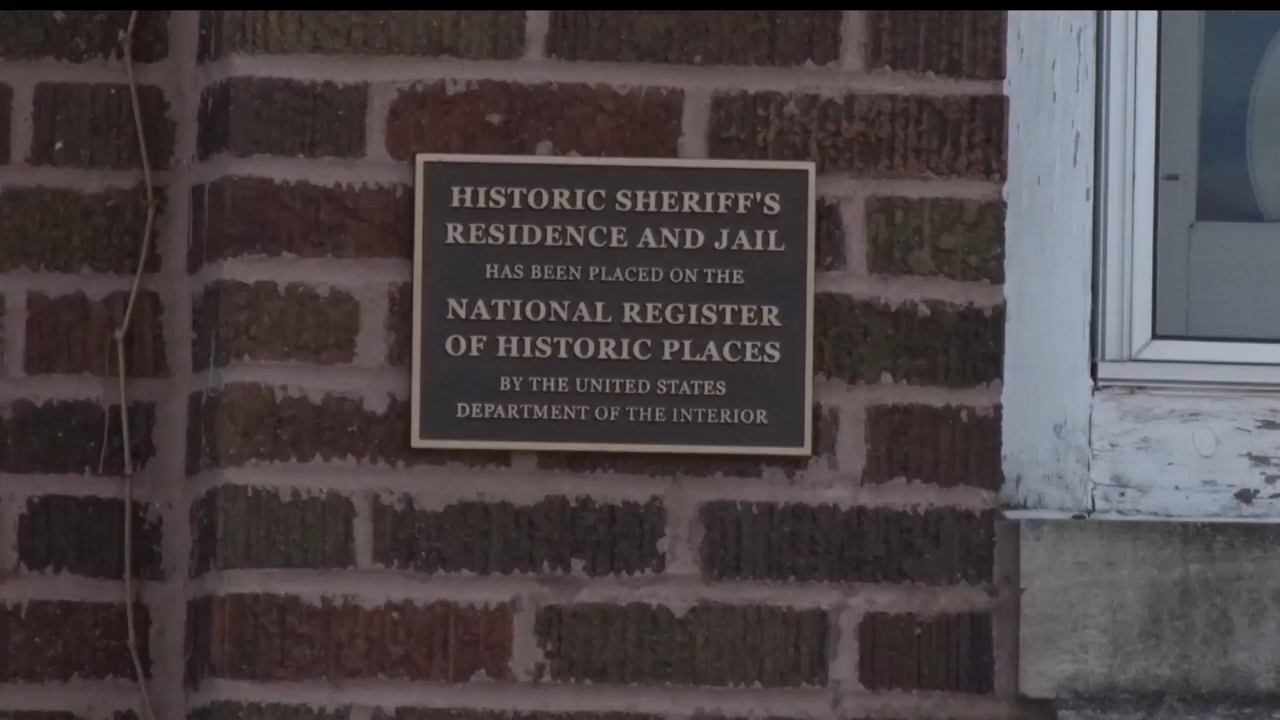 HISTORIC SHERIFF'S
RESIDENCE AND JAIL
HAS BEEN PLACED ON THE
NATIONAL REGISTER
OF HISTORIC PLACES
BY THE UNITED STATES
DEPARTMENT OF THE INTERIOR